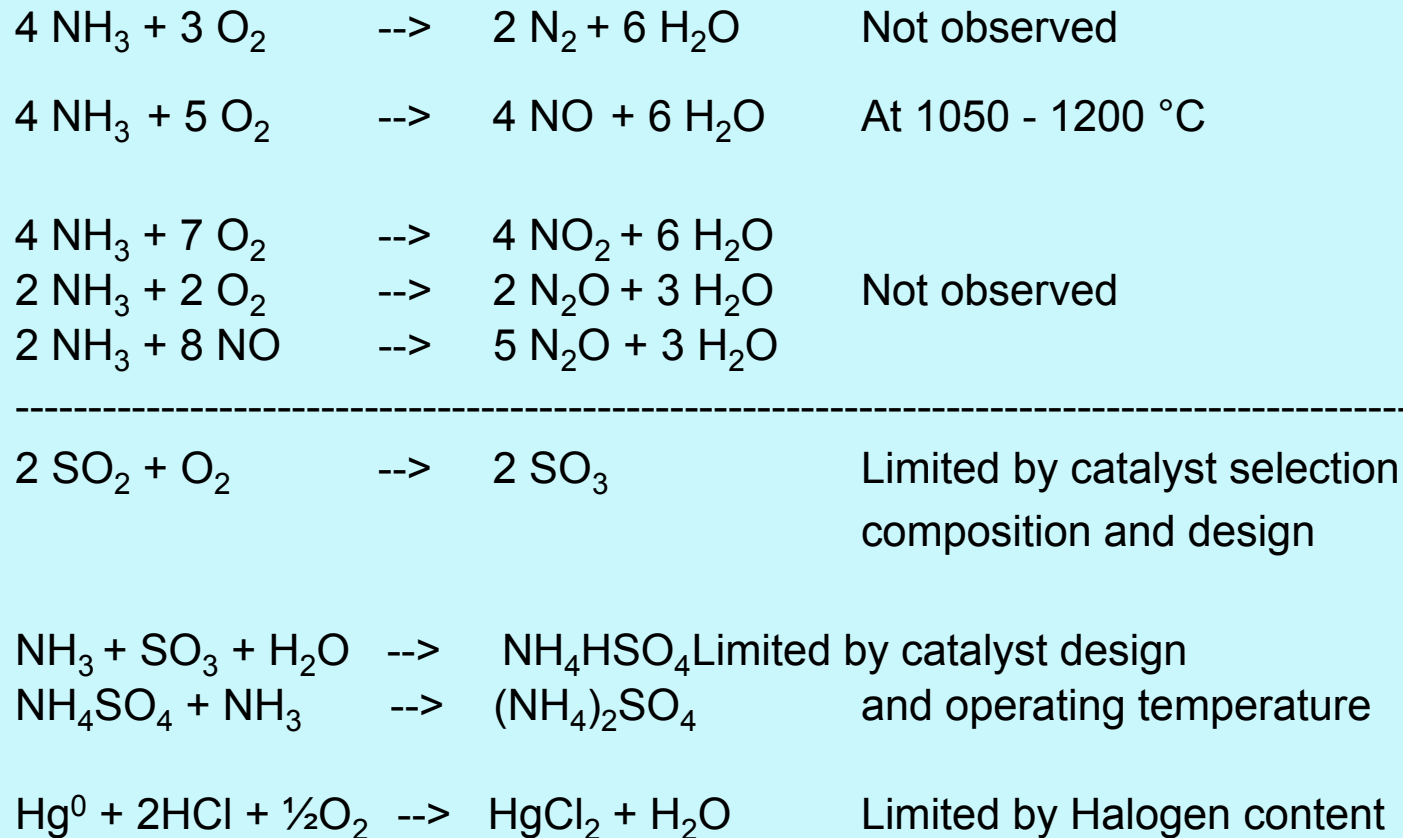 4 NH₃ + 3 O₂ --> 2 N₂ + 6 H₂O Not observed
4 NH₃ + 5 O₂ --> 4 NO + 6 H₂O At 1050 - 1200 °C
4 NH₃ + 7 O₂ --> 4 NO₂ + 6 H₂O
2 NH₃ + 2 O₂ --> 2 N₂O + 3 H₂O Not observed
2 NH₃ + 8 NO --> 5 N₂O + 3 H₂O
------------------------------------------------------------------------------------------------
2 SO₂ + O₂ --> 2 SO₃ Limited by catalyst selection
composition and design
NH₃ + SO₃ + H₂O --> NH₄HSO₄Limited by catalyst design
NH₄SO₄ + NH₃ --> (NH₄)₂SO₄ and operating temperature
Hg⁰ + 2HCl + ½O₂ --> HgCl₂ + H₂O Limited by Halogen content